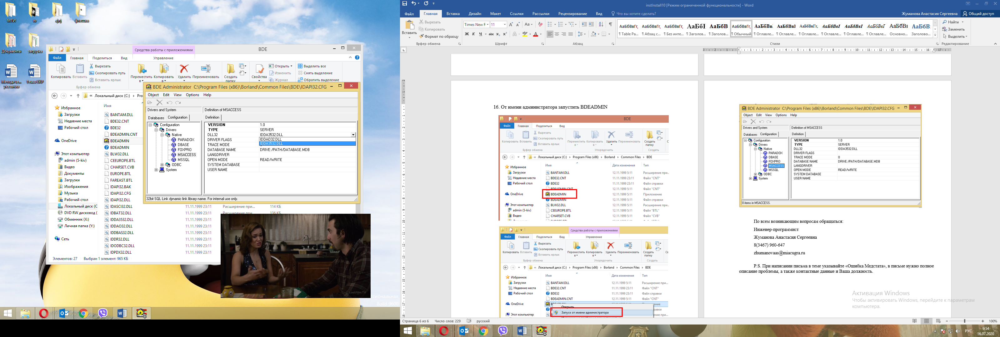 МТИ
нг
ajnj
флешка
Документы
загрузка
Методиче... указания
Темы ВКР
Средства работы с приложениями
BDE
Файл
Главная
Поделиться
Вид
Управление
Копировать
Вставить
Вырезать
Скопировать путь
Вставить ярлык
Буфер обмена
Переместить в
Копировать в
Удалить
Переименовать
Создать папку
Свойства
Открыть
Изменить
Журнал
Выделить все
Снять выделение
Обратить выделение
« Локальный диск (C:) ▸ Pro
Избранное
Загрузки
Недавние места
Рабочий стол
OneDrive
Этот компьютер
admin (5-kiv)
Видео
Документы
Загрузки
Изображения
Музыка
Рабочий стол
Локальный диск (C
DVD RW дисковод (
Обменник (X:)
Личная папка (Y:)
Сеть
Имя
BANTAM.DLL
BDE32.CNT
BDE32
BDEADMIN.CNT
BDEADMIN
BDEADMIN
BLW32.DLL
CEEUROPE.BTL
CHARSET.CVB
EUROPE.BTL
FAREAST.BTL
IDAPI32.BAK
IDAPI32.CFG
IDAPI32.DLL
IDASCI32.DLL 11.11.1999 23:11 Расширение при... 114 КБ
IDBAT32.DLL 11.11.1999 23:11 Расширение при... 136 КБ
IDDA3532.DLL 11.11.1999 23:11
IDDAO32.DLL 11.11.1999 23:11
IDDBAS32.DLL 11.11.1999 23:11
IDDR32.DLL 11.11.1999 23:11
IDODBC32.DLL 11.11.1999 23:11
IDPDX32.DLL 11.11.1999 23:11
Элементов: 27 Выбран 1 элемент: 965 КБ
BDE Administrator C:\Program Files (x86)\Borland\Common Files\BDE\IDAPI32.CFG
Object Edit View Options Help
Drivers and System
Definition of MSACCESS
Databases Configuration
Definition
Configuration
Drivers
Native
PARADOX
DBASE
FOXPRO
MSACCESS
MSSQL
ODBC
System
VERSION 1.0
TYPE SERVER
DLL32 IDDA3532.DLL
DRIVER FLAGS IDDAO32.DLL
TRACE MODE IDDA3532.DLL
DATABASE NAME DRIVE:/PATH/DATABASE.MDB
LANGDRIVER
OPEN MODE READ/WRITE
SYSTEM DATABASE
USER NAME
32bit SQL Link dynamic link library name. For internal use only.
LostFilm.TV
Build 9600
instInstall10 [Режим ограниченной функциональности] - Word
Файл Главная Вставка Дизайн Макет Ссылки Рассылки Рецензирование Вид Что вы хотите сделать?
Жуманова Анастасия Сергеевна
Общий доступ
Вставить
Вырезать
Копировать
Формат по образцу
Буфер обмена
Times New R 11
Шрифт
Абзац
¶ Table Pa... ¶ Абзац с... ¶ Без инте... ¶ Заголов... ¶ Заголов... ¶ Обычный ¶ Оглавле... ¶ Оглавле... ¶ Оглавле... ¶ Оглавле... ¶ Оглавле... ¶ Оглавле... Основно... Заголово...
Стили
Найти
Заменить
Выделить
Редактирование
16. От имени администратора запустить BDEADMIN
BDE
Файл Главная Поделиться Вид
Копировать Вставить
Вырезать
Скопировать путь
Вставить ярлык
Переместить в Копировать в Удалить Переименовать Создать папку
Буфер обмена Упорядочить Создать
« Локальный диск (C:) ▸ Program Files (x86) ▸ Borland ▸ Common Files ▸ BDE
Избранное
Загрузки
Недавние места
Рабочий стол
OneDrive
Этот компьютер
admin (5-kiv)
Видео
Имя Дата изменения Тип
BANTAM.DLL 12.11.1999 5:11 Расширение при...
BDE32.CNT 11.11.1999 23:11 Файл "CNT"
BDE32 11.11.1999 23:11 Файл справки
BDEADMIN.CNT 12.11.1999 5:11 Файл "CNT"
BDEADMIN 12.11.1999 5:11 Приложение
BDEADMIN 12.11.1999 5:11 Файл справки
BLW32.DLL 12.11.1999 5:11 Расширение при...
CEEUROPE.BTL 12.11.1999 5:11 Файл "BTL"
CHARSET.CVB 12.11.1999 5:11 Файл "CVB"
Средства работы с приложениями
Файл Главная Поделиться Вид Управление
Копировать Вставить
Вырезать
Скопировать путь
Вставить ярлык
Переместить в Копировать в Удалить Переименовать Создать папку
Буфер обмена Упорядочить Создать
« Локальный диск (C:) ▸ Program Files (x86) ▸ Borland ▸ Common Files ▸ BDE
Избранное
Загрузки
Недавние места
Рабочий стол
OneDrive
Этот компьютер
Имя Дата изменения Тип
BANTAM.DLL 12.11.1999 5:11 Расширение при...
BDE32.CNT 11.11.1999 23:11 Файл "CNT"
BDE32 12.11.1999 5:11 Файл справки
BDEADMIN.CNT 12.11.1999 5:11 Файл "CNT"
Открыть
Запуск от имени администратора
BDE Administrator C:\Program Files (x86)\Borland\Common Files\BDE\IDAPI32.CFG
Object Edit View Options Help
Drivers and System
Definition of MSACCESS
Databases Configuration
Definition
Configuration
Drivers
Native
PARADOX
DBASE
FOXPRO
MSACCESS
MSSQL
ODBC
System
VERSION 1.0
TYPE SERVER
DLL32 IDDA3532.DLL
DRIVER FLAGS
TRACE MODE 0
DATABASE NAME DRIVE:/PATH/DATABASE.MDB
LANGDRIVER
OPEN MODE READ/WRITE
SYSTEM DATABASE
USER NAME
0 items in MSACCESS.
По всем возникающим вопросам обращаться:
Инженер-программист
Жуманова Анастасия Сергеевна
8(3467) 960-647
zhumanovaas@miacugra.ru
P.S. При написании письма в теме указывайте «Ошибка Медстата», в письме нужно полное
описание проблемы, а также контактные данные и Ваша должность.
Активация Windows
Чтобы активировать Windows, перейдите к параметрам
компьютера.
Страница 6 из 6 Число слов: 229 русский
100%
РУС
9:54
16.07.2020